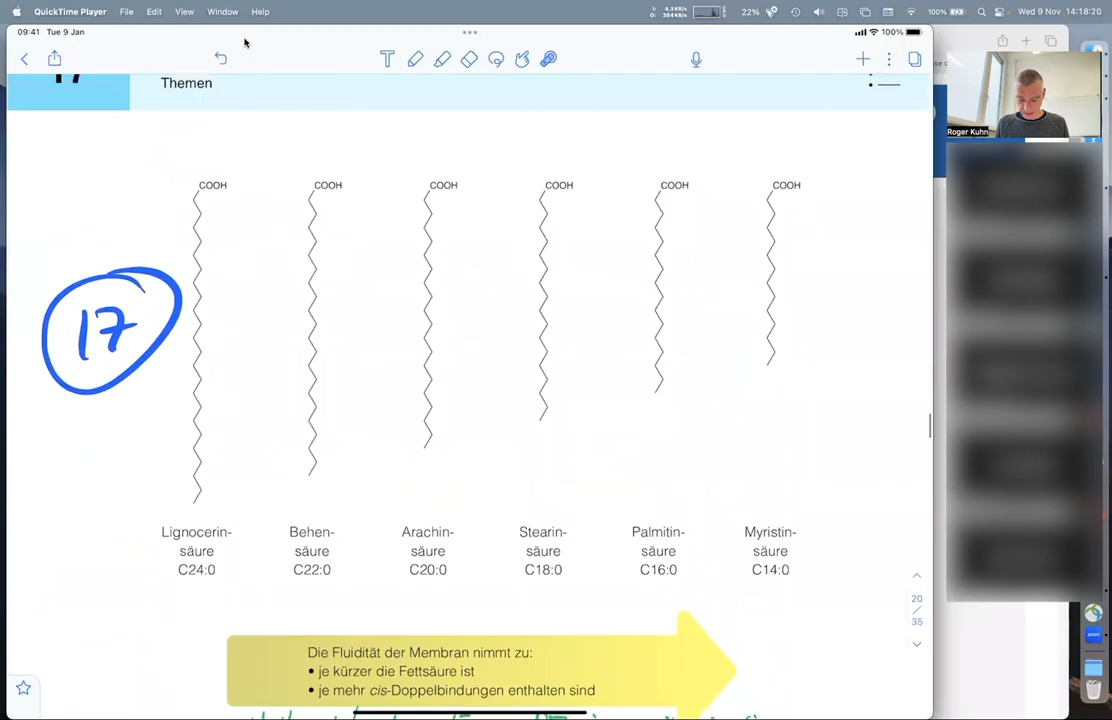 QuickTime Player File Edit View Window Help
22% 100% Wed 9 Nov 14:18:20
09:41 Tue 9 Jan
100%
T
17
Themen
Roger Kuhn
COOH COOH COOH COOH COOH COOH
17
Lignocerin-säure C24:0
Behen-säure C22:0
Arachin-säure C20:0
Stearin-säure C18:0
Palmitin-säure C16:0
Myristin-säure C14:0
20
/
35
Die Fluidität der Membran nimmt zu:
• je kürzer die Fettsäure ist
• je mehr cis-Doppelbindungen enthalten sind
zoom